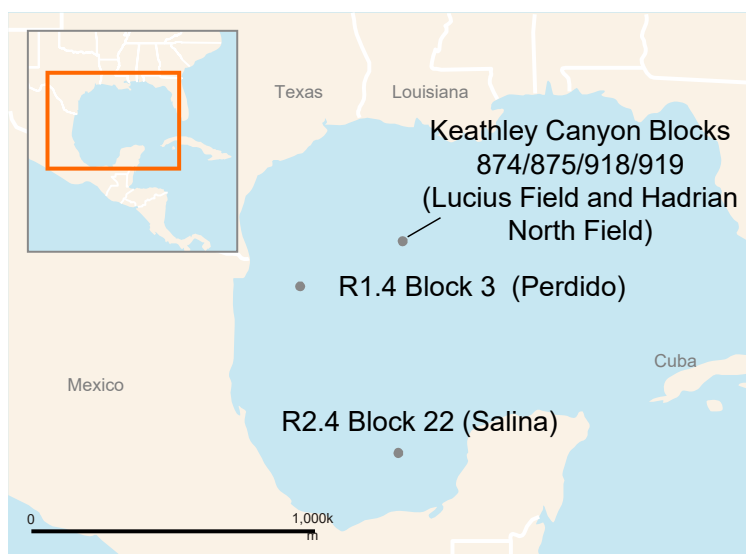 Texas
Louisiana
Keathley Canyon Blocks
874/875/918/919
(Lucius Field and Hadrian
North Field)
R1.4 Block 3 (Perdido)
Cuba
Mexico
R2.4 Block 22 (Salina)
0
1,000k
m